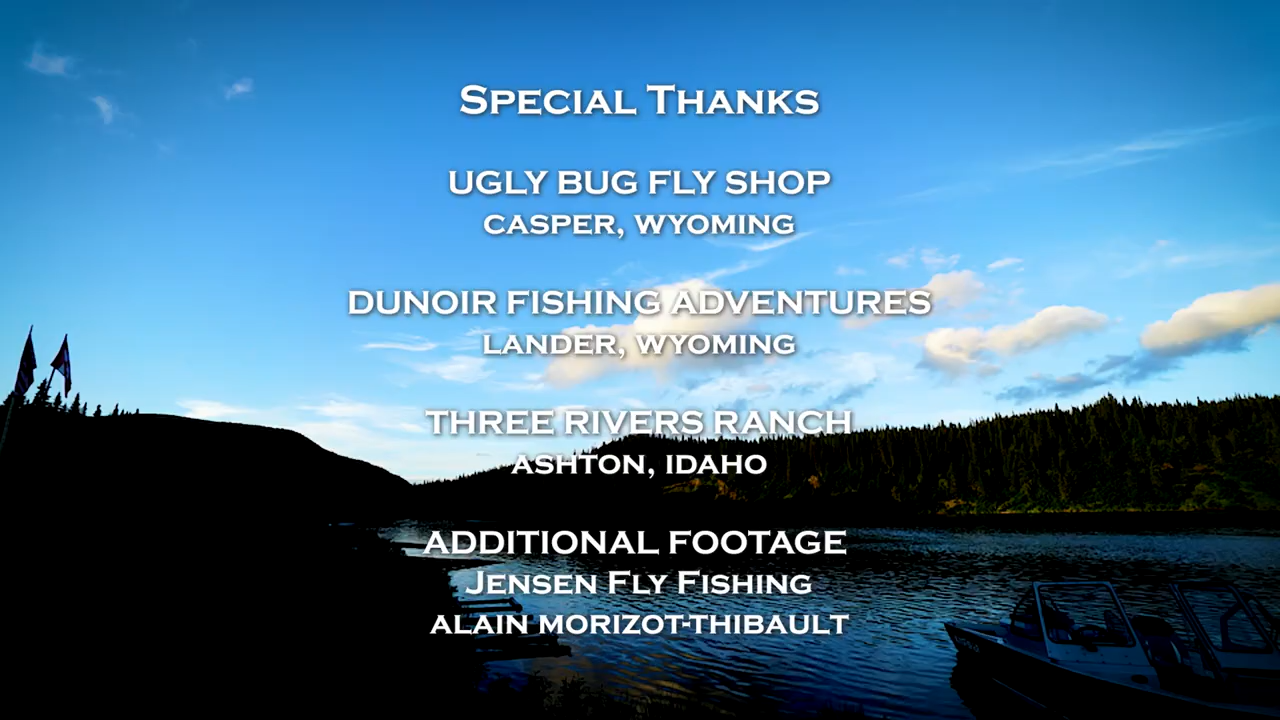 Special Thanks
UGLY BUG FLY SHOP
CASPER, WYOMING
DUNOIR FISHING ADVENTURES
LANDER, WYOMING
THREE RIVERS RANCH
ASHTON, IDAHO
ADDITIONAL FOOTAGE
Jensen Fly Fishing
ALAIN MORIZOT-THIBAULT